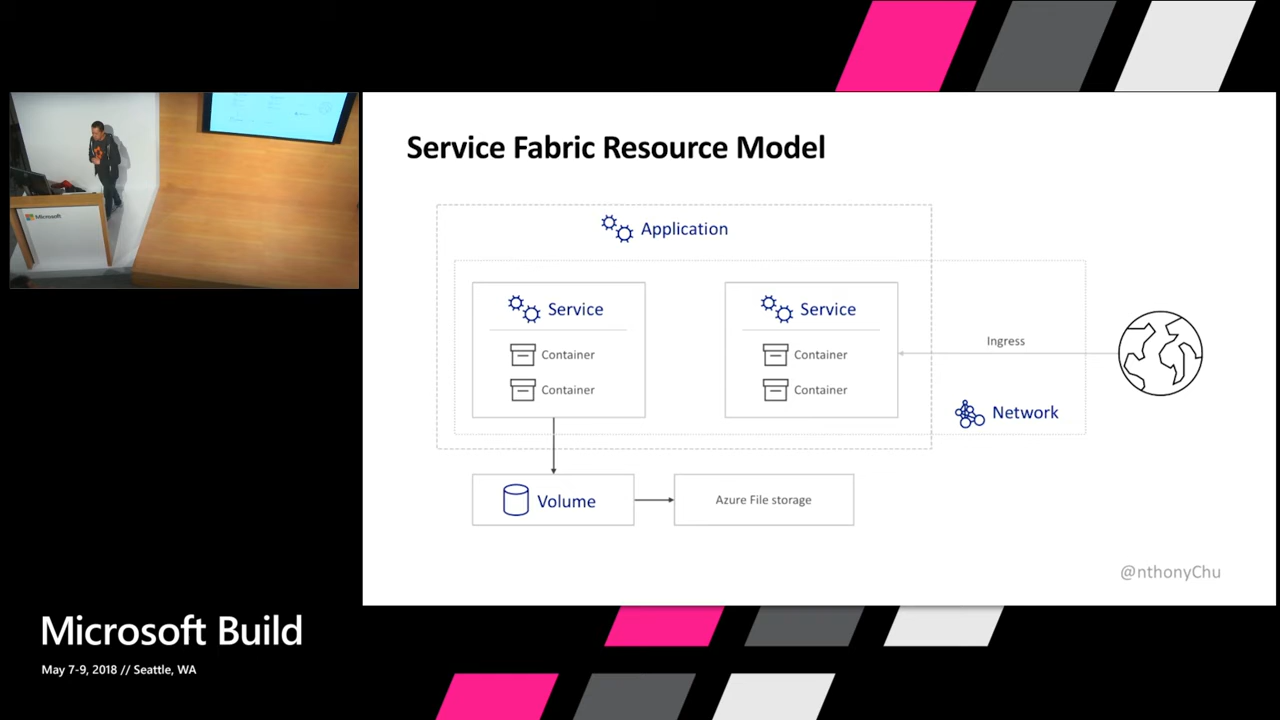 Microsoft
Service Fabric Resource Model
Application
Service
Container
Container
Service
Container
Container
Ingress
Network
Volume
Azure File storage
@nthonyChu
Microsoft Build
May 7-9, 2018 // Seattle, WA